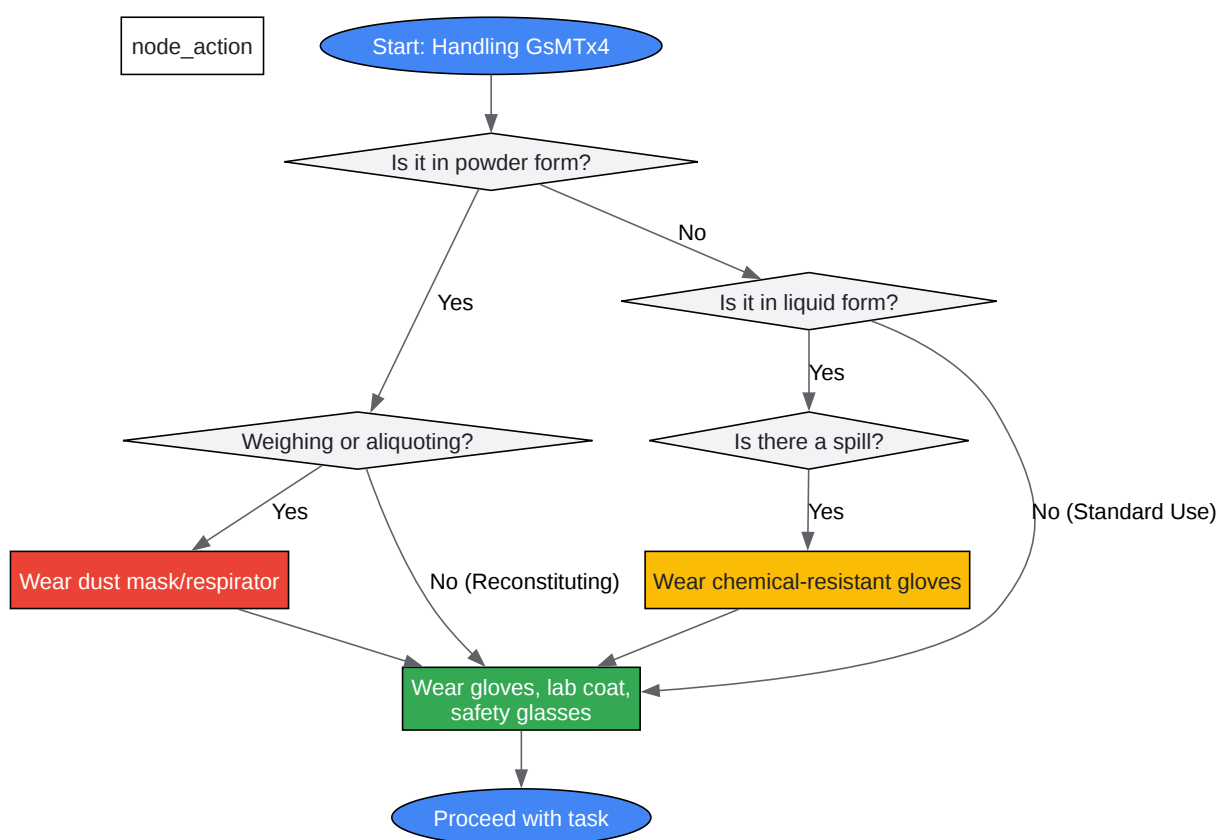 node_action
Start: Handling GsMTx4
Is it in powder form?
No
Is it in liquid form?
Yes
Yes
Weighing or aliquoting?
Is there a spill?
Yes
Yes
No (Standard Use)
Wear dust mask/respirator
No (Reconstituting)
Wear chemical-resistant gloves
Wear gloves, lab coat,
safety glasses
Proceed with task